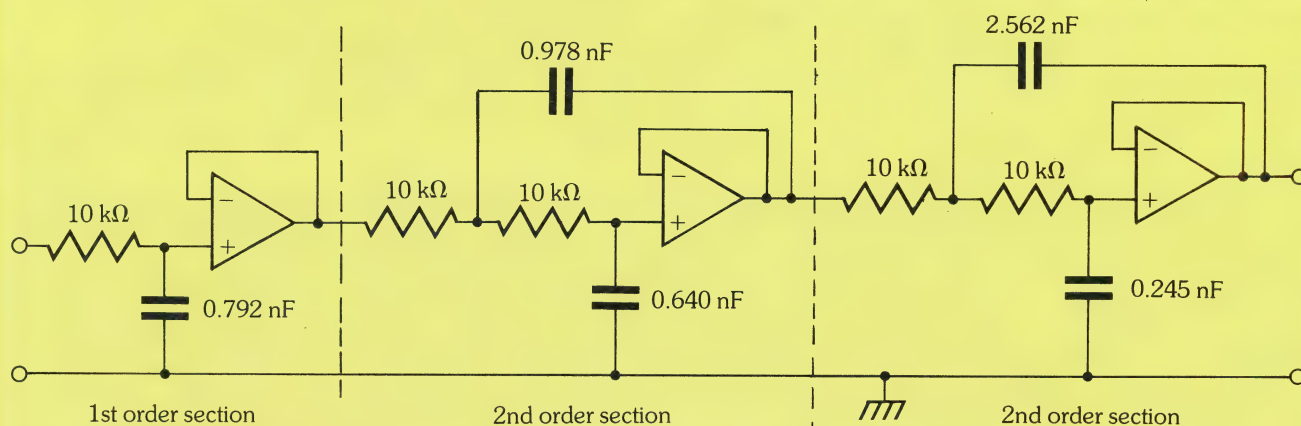 2.562 nF
0.978 nF
10 kΩ
10 kΩ
10 kΩ
10 kΩ
10 kΩ
−
+
−
+
−
+
0.792 nF
0.640 nF
0.245 nF
1st order section
2nd order section
2nd order section